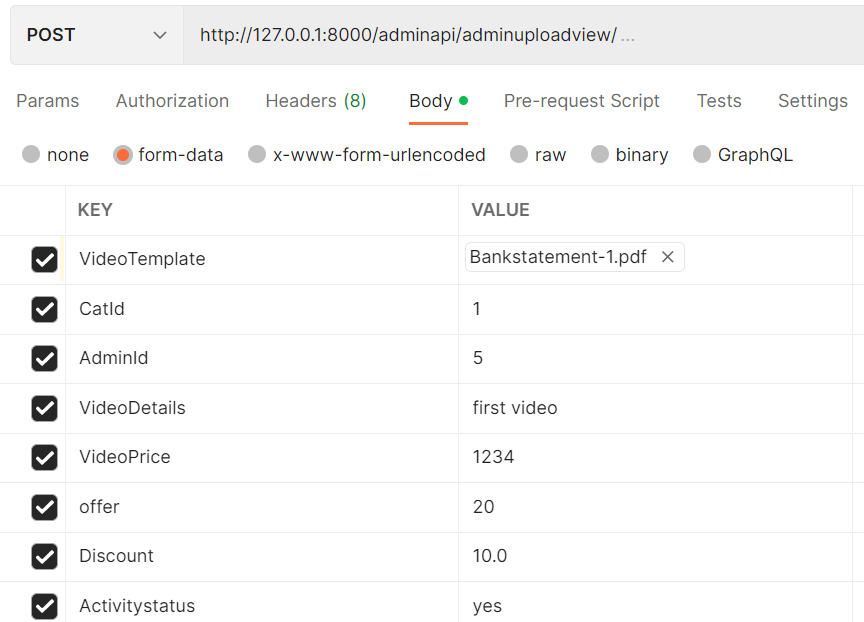 POST http://127.0.0.1:8000/adminapi/adminuploadview/ ...
Params Authorization Headers (8) Body Pre-request Script Tests Settings
none form-data x-www-form-urlencoded raw binary GraphQL
KEY VALUE
VideoTemplate Bankstatement-1.pdf
CatId 1
AdminId 5
VideoDetails first video
VideoPrice 1234
offer 20
Discount 10.0
Activitystatus yes